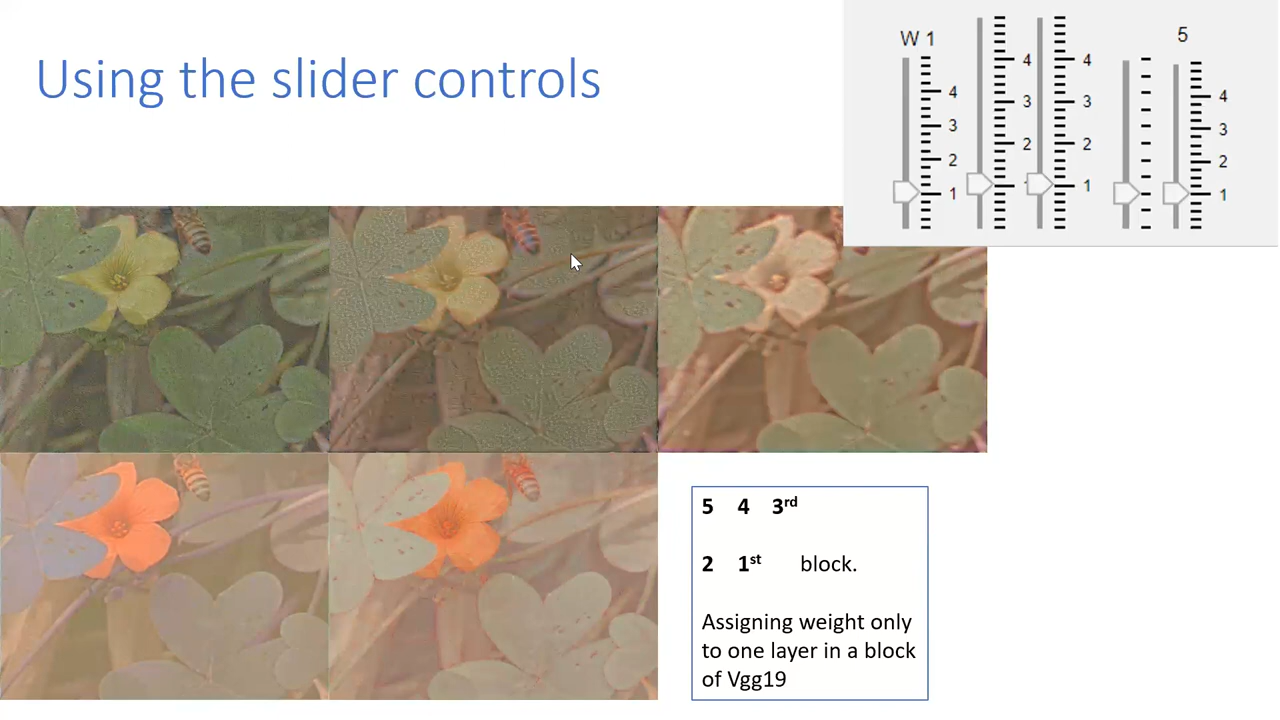 Using the slider controls
W 1
5
4
3
2
1
4
3
2
4
3
2
1
4
3
2
1
5 4 3rd
2 1st block.
Assigning weight only
to one layer in a block
of Vgg19